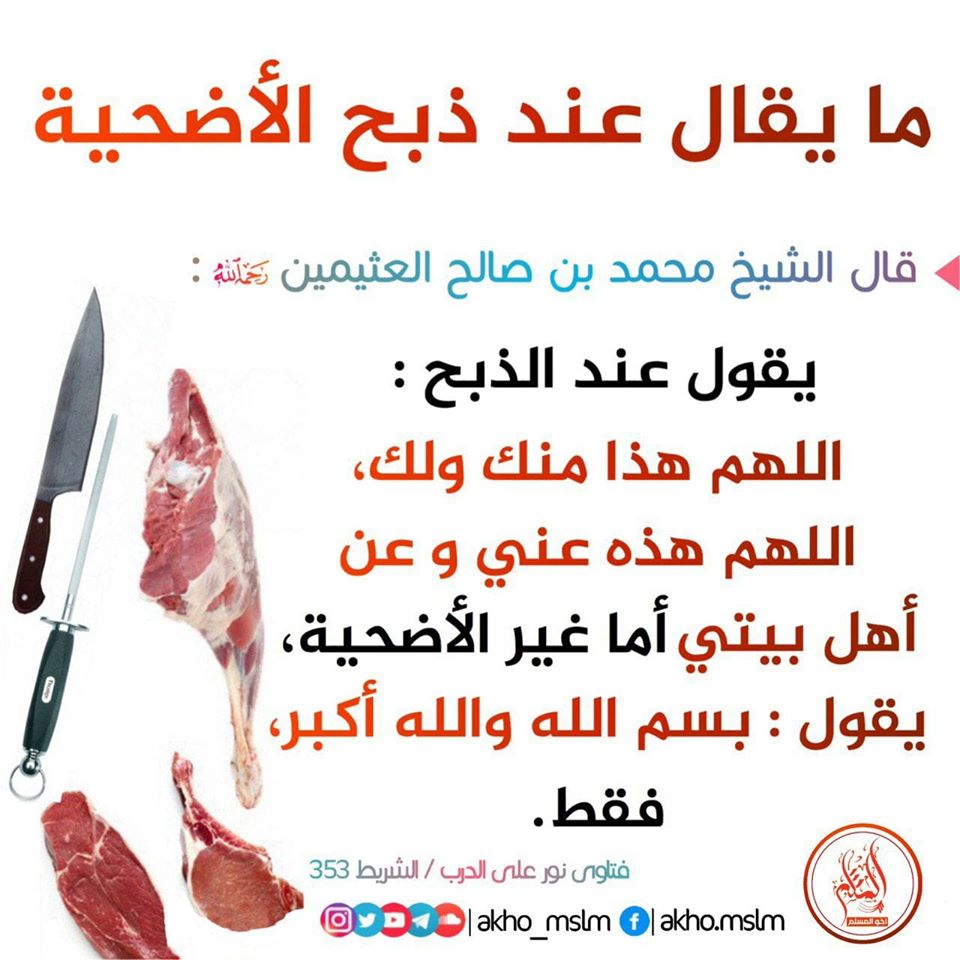 ما يقال عند ذبح الأضحية
قال الشيخ محمد بن صالح العثيمين رحمه الله :
يقول عند الذبح :
اللهم هذا منك ولك،
اللهم هذه عني و عن
أهل بيتي أما غير الأضحية،
يقول : بسم الله والله أكبر،
فقط.
فتاوى نور على الدرب / الشريط 353
akho_mslm | akho.mslm
أخو المسلم